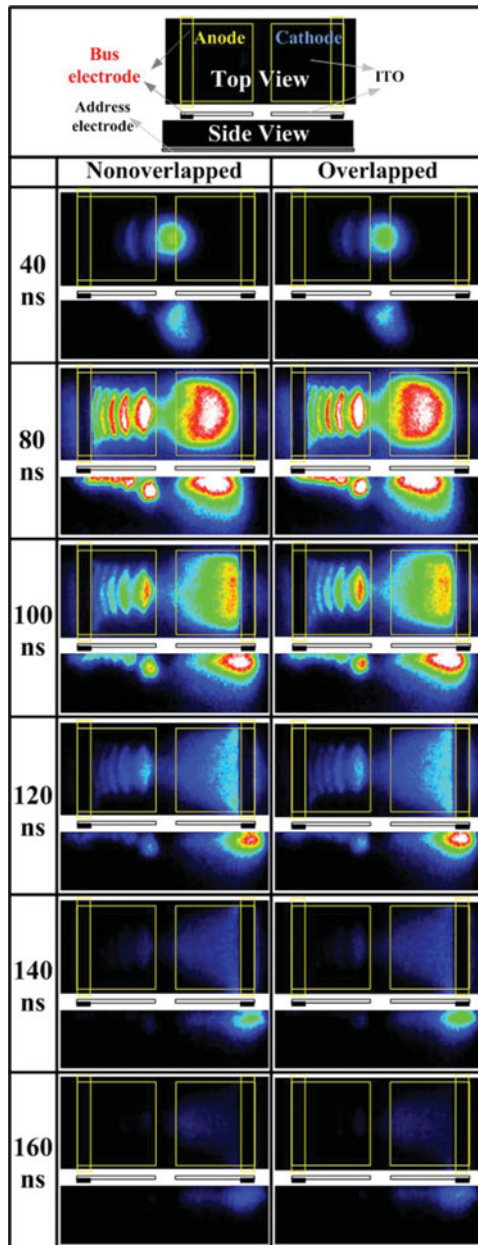 Bus
electrode
Anode
Cathode
Top View
ITO
Address
electrode
Side View
Nonoverlapped
Overlapped
40
ns
80
ns
100
ns
120
ns
140
ns
160
ns